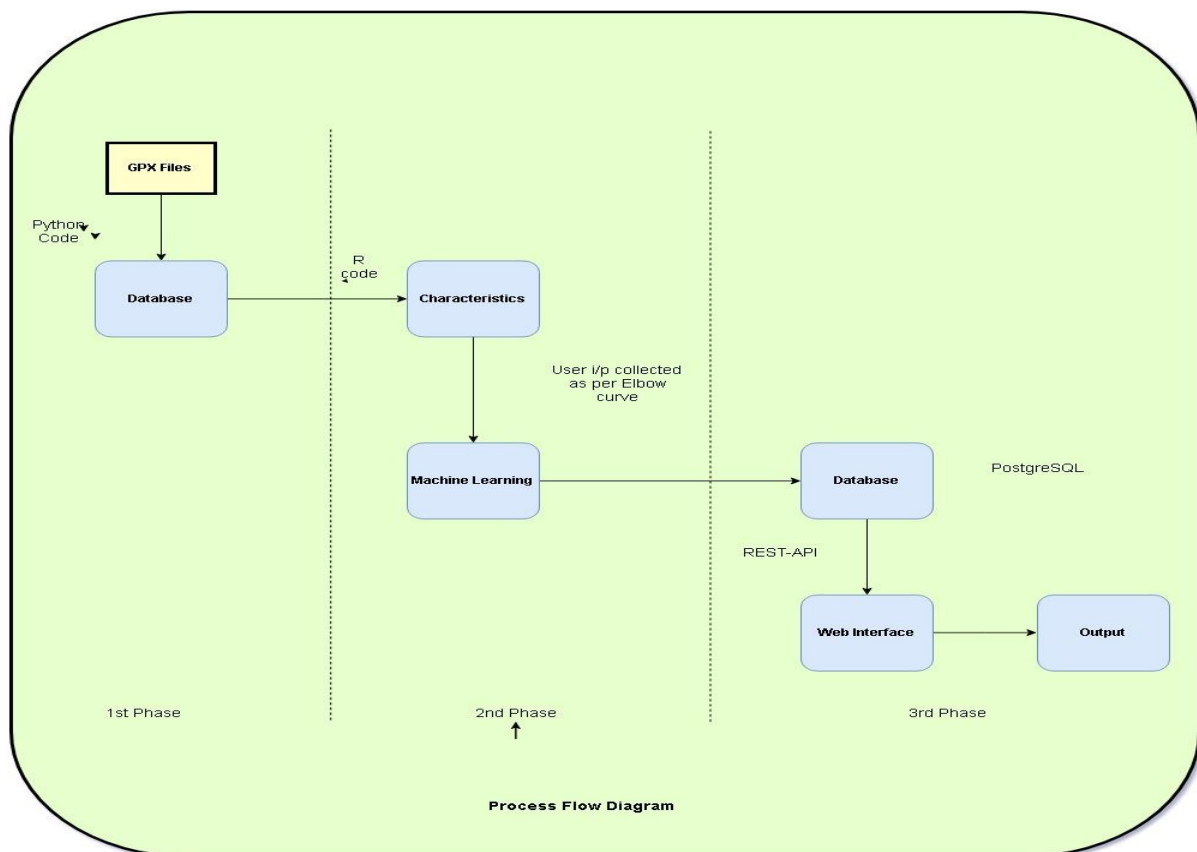 GPX Files
Python
Code
Database
R
code
Characteristics
User i/p collected
as per Elbow
curve
Machine Learning
Database
PostgreSQL
REST-API
Web Interface
Output
1st Phase
2nd Phase
3rd Phase
Process Flow Diagram